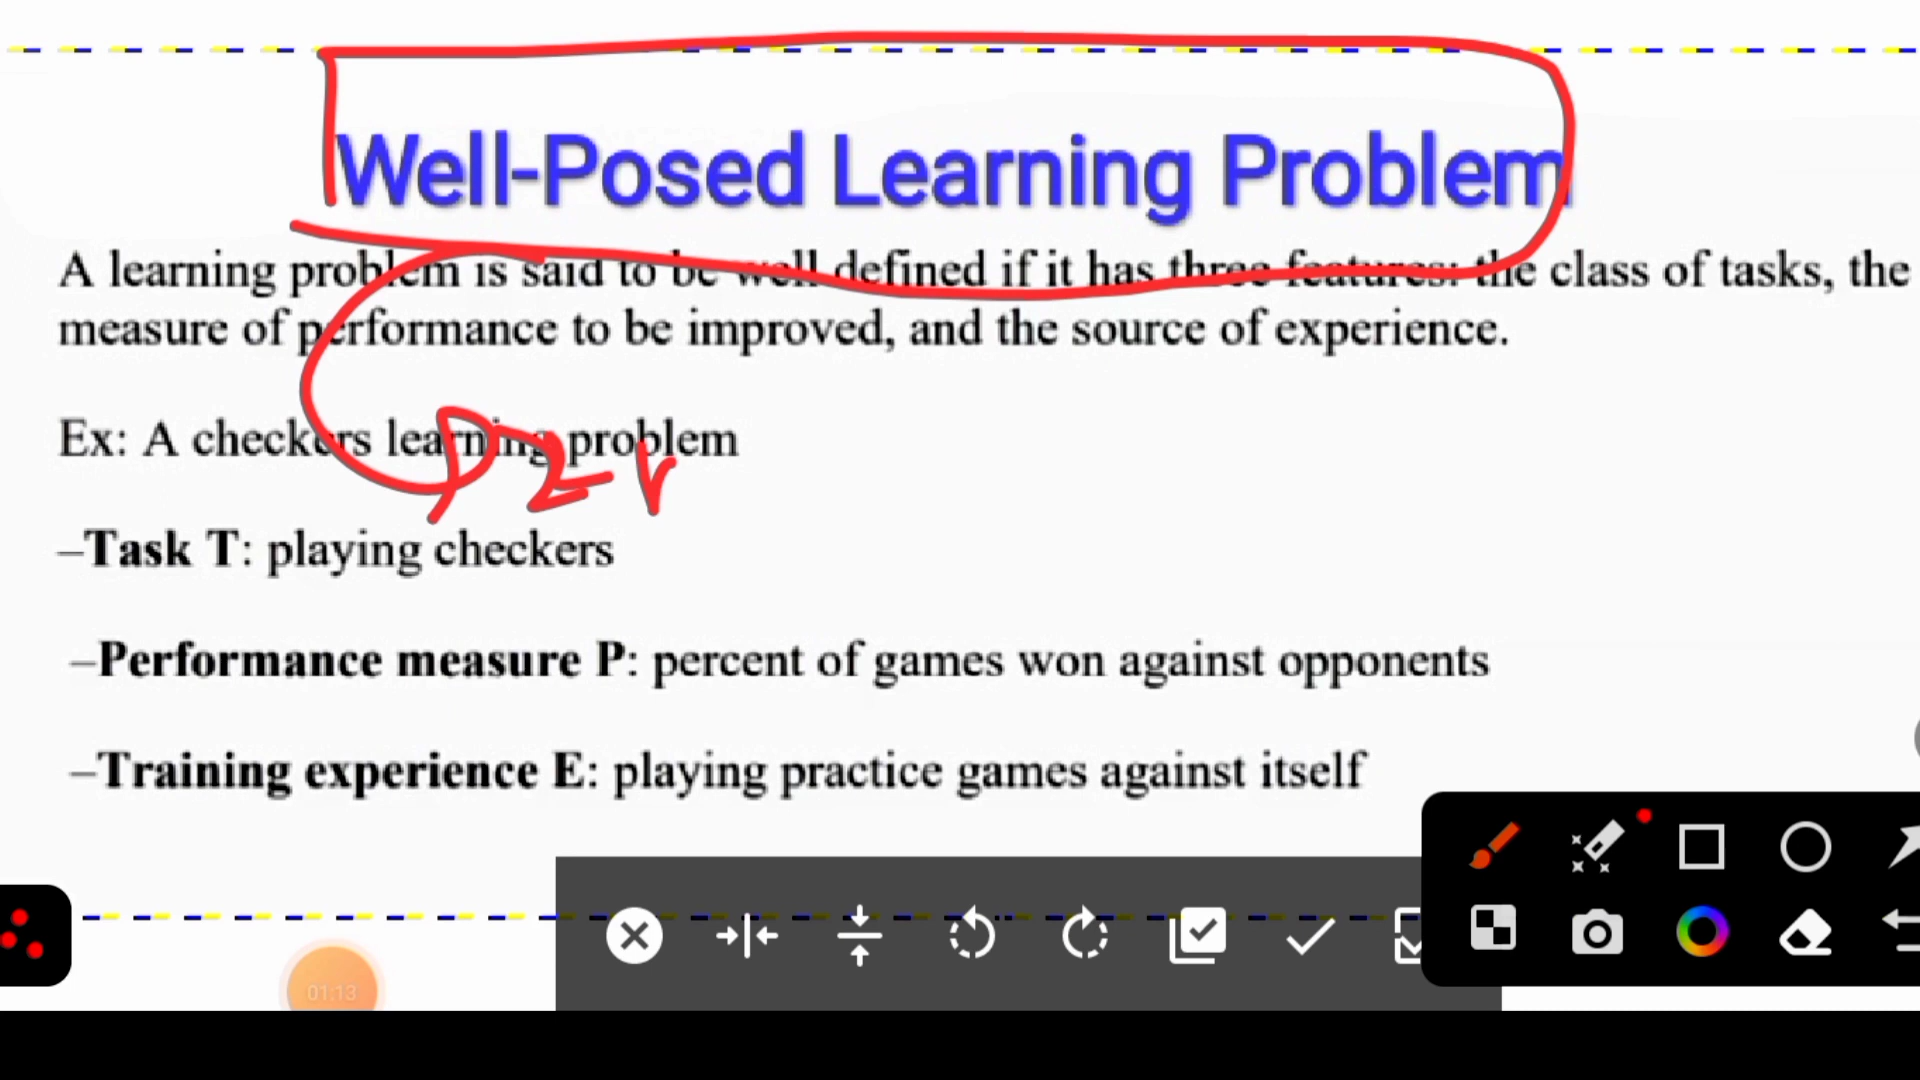 Well-Posed Learning Problem
A learning problem is said to be well defined if it has three features: the class of tasks, the
measure of performance to be improved, and the source of experience.
Ex: A checkers learning problem
–Task T: playing checkers
–Performance measure P: percent of games won against opponents
–Training experience E: playing practice games against itself
01:13